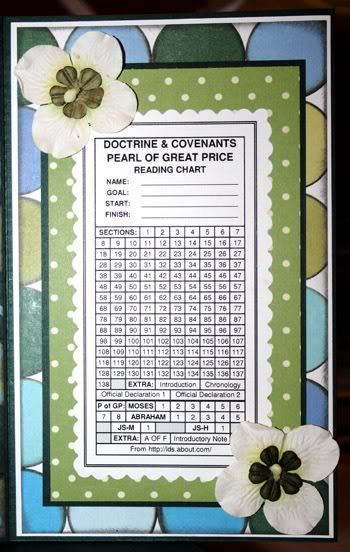 DOCTRINE & COVENANTS
PEARL OF GREAT PRICE
READING CHART
NAME:
GOAL:
START:
FINISH:
SECTIONS: 1 2 3 4 5 6 7
8 9 10 11 12 13 14 15 16 17
18 19 20 21 22 23 24 25 26 27
28 29 30 31 32 33 34 35 36 37
38 39 40 41 42 43 44 45 46 47
48 49 50 51 52 53 54 55 56 57
58 59 60 61 62 63 64 65 66 67
68 69 70 71 72 73 74 75 76 77
78 79 80 81 82 83 84 85 86 87
88 89 90 91 92 93 94 95 96 97
98 99 100 101 102 103 104 105 106 107
108 109 110 111 112 113 114 115 116 117
118 119 120 121 122 123 124 125 126 127
128 129 130 131 132 133 134 135 136 137
138 EXTRA: Introduction Chronology
Official Declaration 1 Official Declaration 2
P of GP: MOSES 1 2 3 4 5 6
7 8 ABRAHAM 1 2 3 4 5
JS-M 1 JS-H 1
EXTRA: A OF F Introductory Note
From http://lds.about.com/